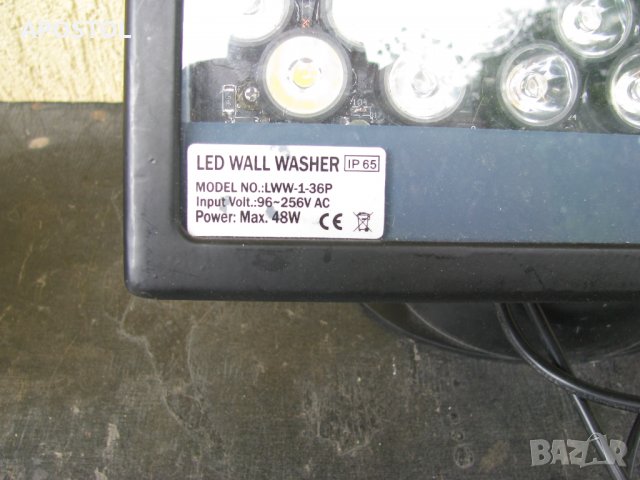 APOSTOL
LED WALL WASHER IP 65
MODEL NO.:LWW-1-36P
Input Volt.:96~256V AC
Power: Max. 48W CE
BAZAR